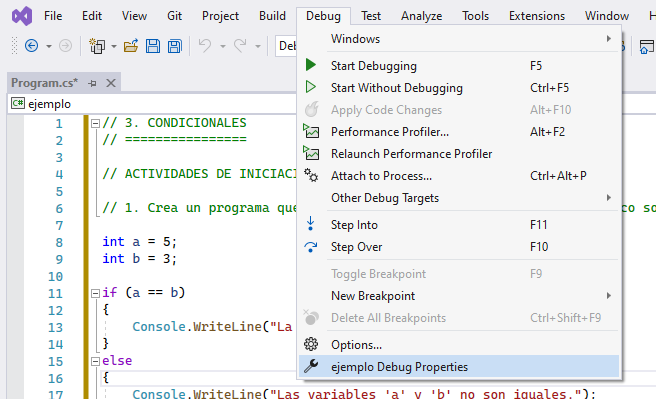 File Edit View Git Project Build Debug Test Analyze Tools Extensions Window H
Windows
Start Debugging F5
Start Without Debugging Ctrl+F5
Apply Code Changes Alt+F10
Performance Profiler... Alt+F2
Relaunch Performance Profiler
Attach to Process... Ctrl+Alt+P
Other Debug Targets
Step Into F11
Step Over F10
Toggle Breakpoint F9
New Breakpoint
Delete All Breakpoints Ctrl+Shift+F9
Options...
ejemplo Debug Properties
Program.cs*
C# ejemplo
1 // 3. CONDICIONALES
2 // ================
3
4 // ACTIVIDADES DE INICIACI
5
6 // 1. Crea un programa que co so
7
8 int a = 5;
9 int b = 3;
10
11 if (a == b)
12 {
13 Console.WriteLine("La
14 }
15 else
16 {
17 Console.WriteLine("Las variables 'a' y 'b' no son iguales.");